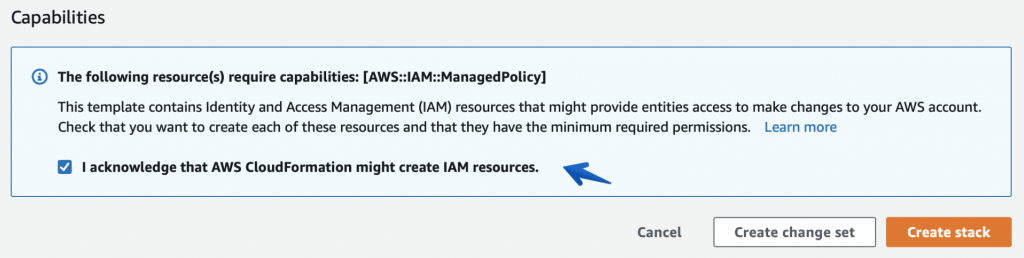 Capabilities
The following resource(s) require capabilities: [AWS::IAM::ManagedPolicy]
This template contains Identity and Access Management (IAM) resources that might provide entities access to make changes to your AWS account.
Check that you want to create each of these resources and that they have the minimum required permissions. Learn more
I acknowledge that AWS CloudFormation might create IAM resources.
Cancel Create change set Create stack